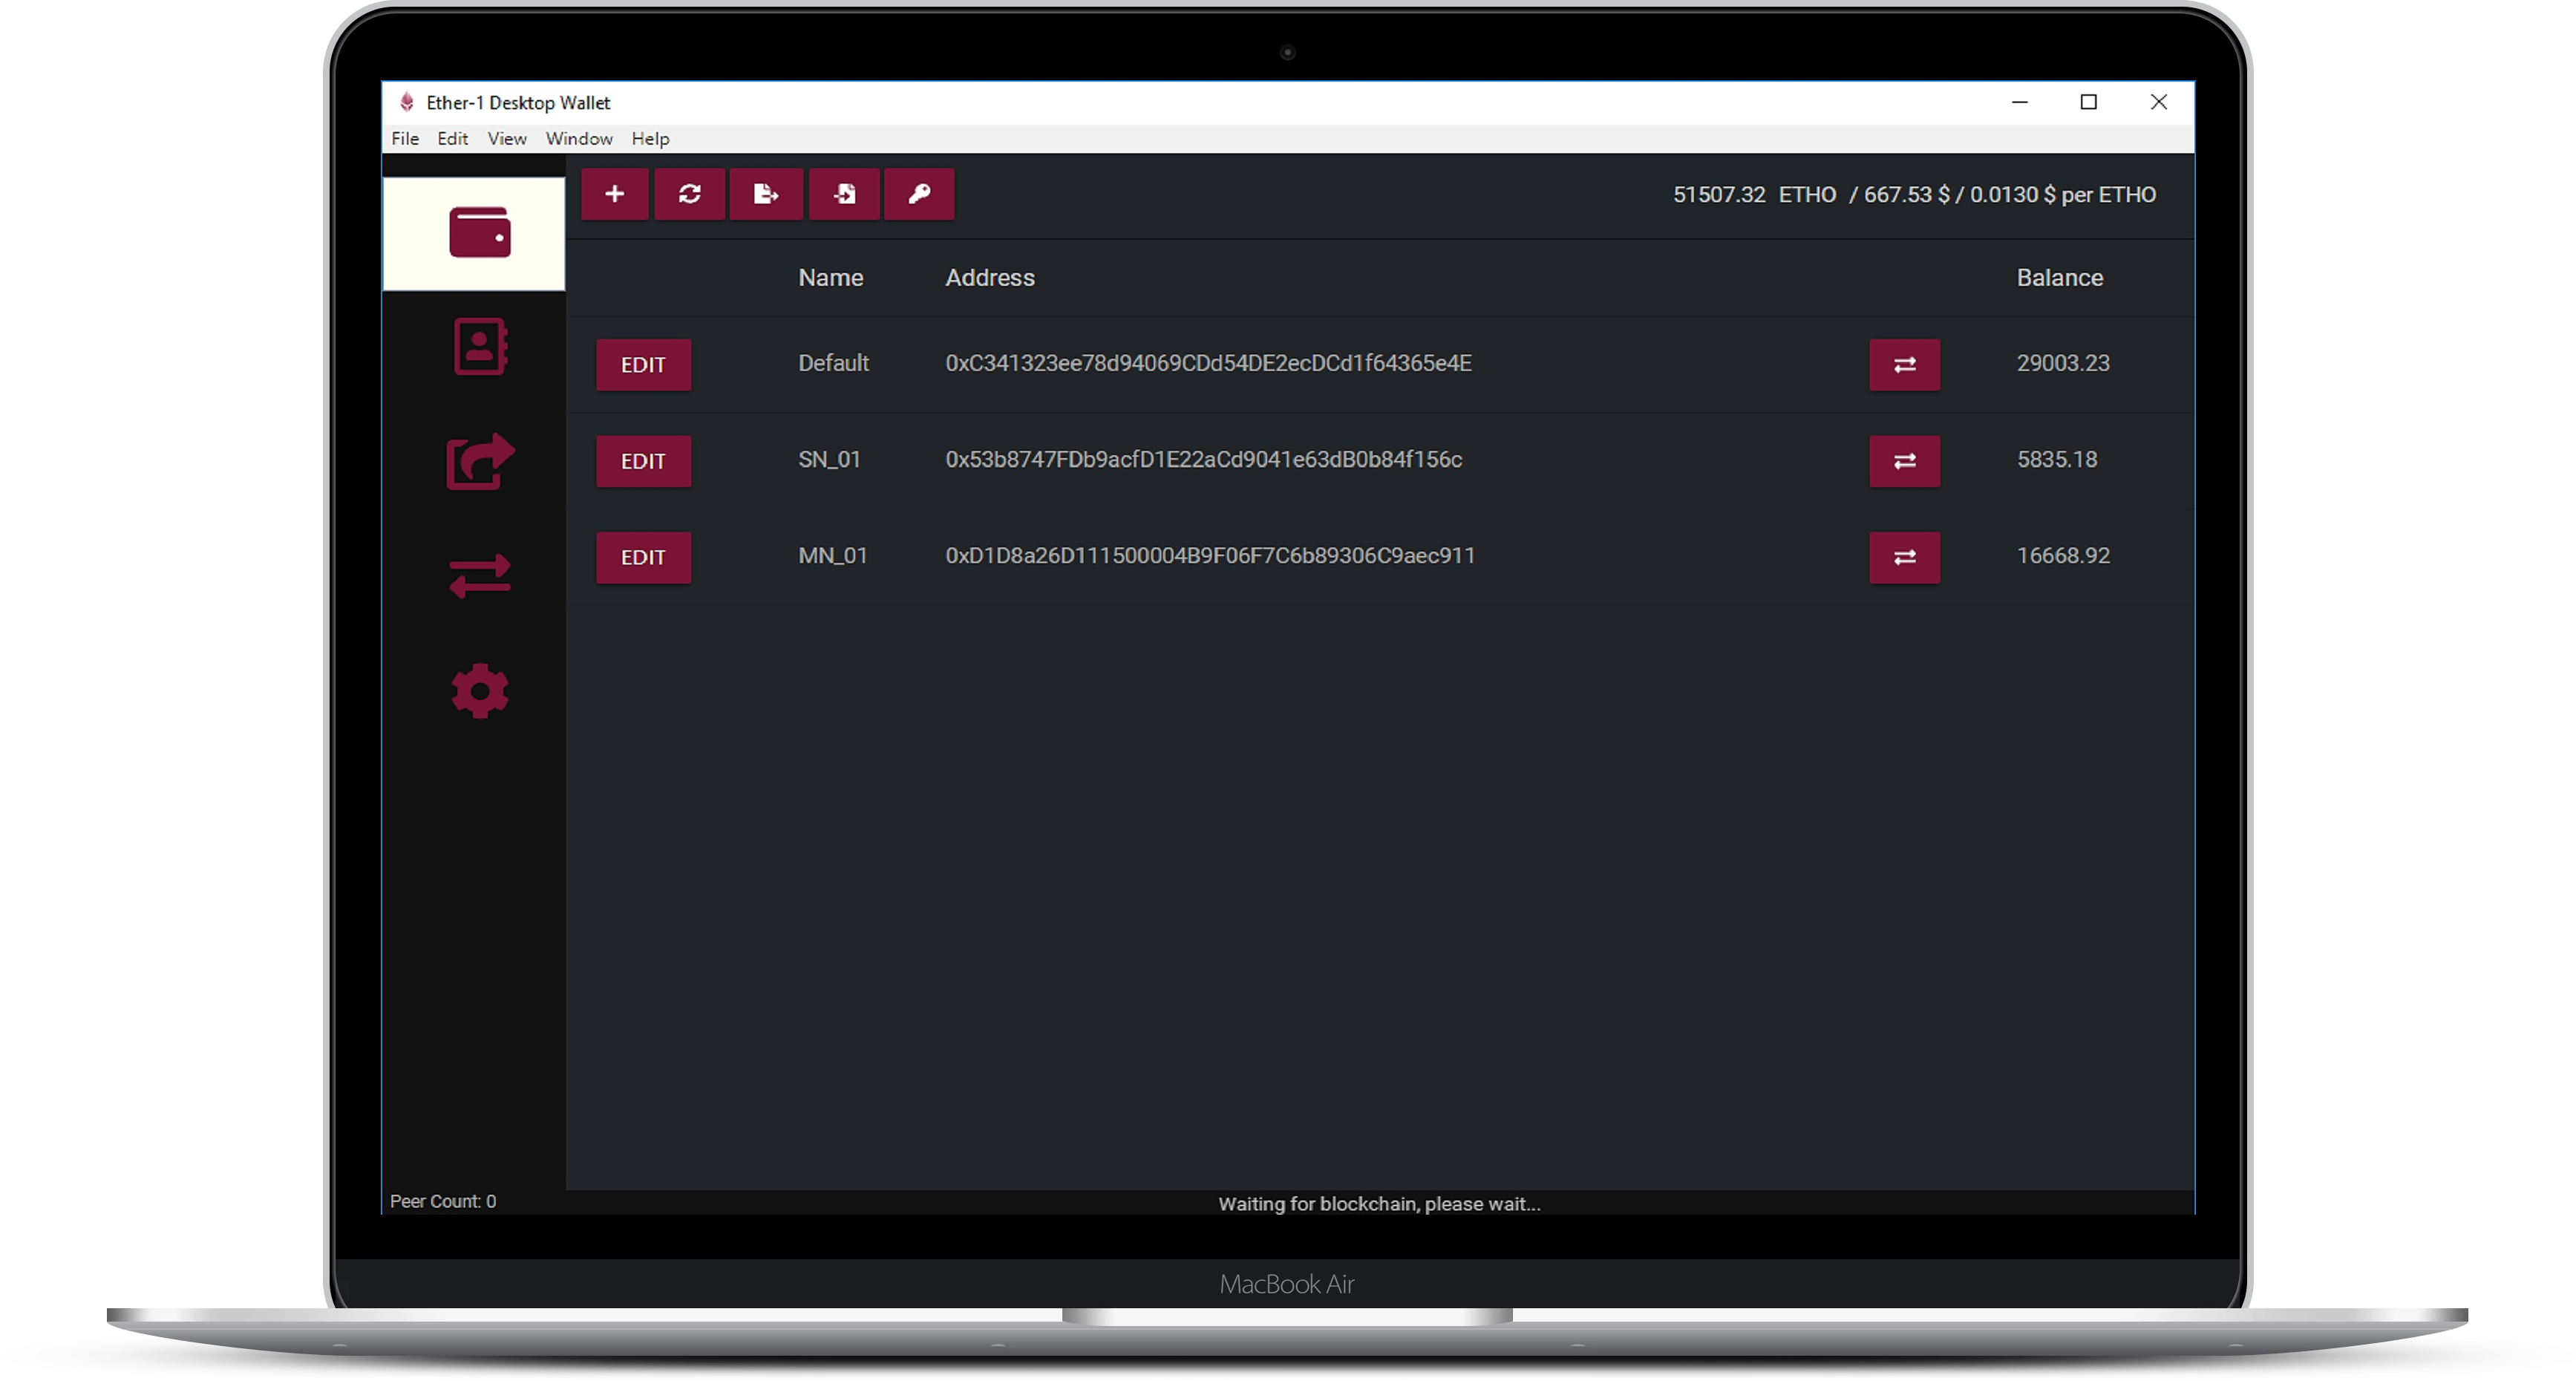 Ether-1 Desktop Wallet
File Edit View Window Help
51507.32 ETHO / 667.53 $ / 0.0130 $ per ETHO
Name Address Balance
EDIT Default 0xC341323ee78d94069CDd54DE2ecDCd1f64365e4E 29003.23
EDIT SN_01 0x53b8747FDb9acfD1E22aCd9041e63dB0b84f156c 5835.18
EDIT MN_01 0xD1D8a26D111500004B9F06F7C6b89306C9aec911 16668.92
Peer Count: 0 Waiting for blockchain, please wait...
MacBook Air